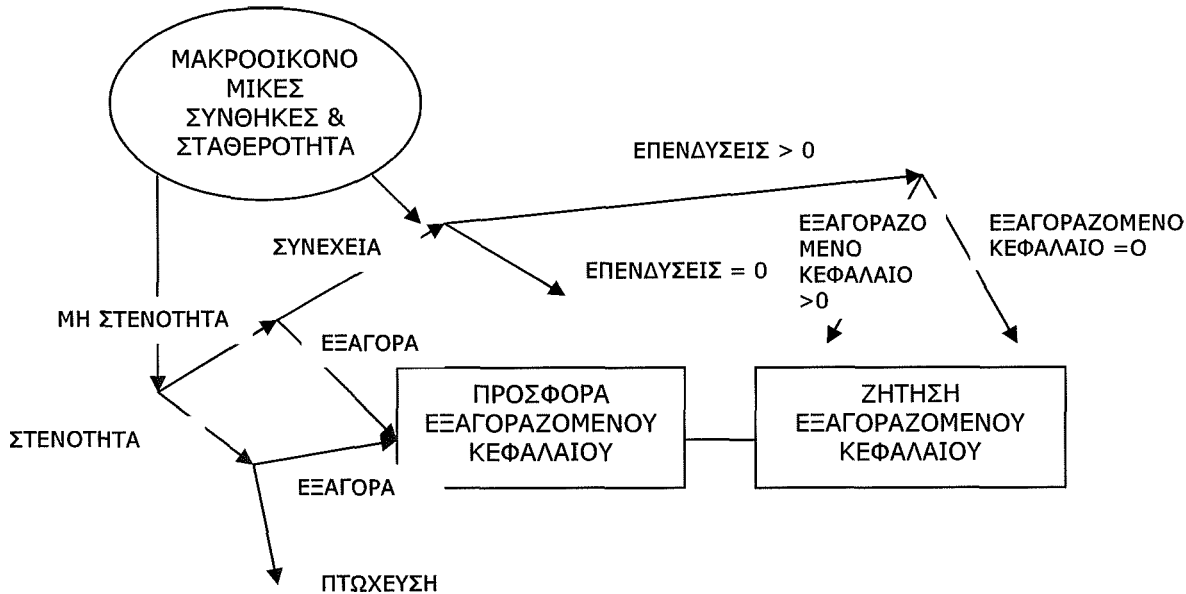 ΜΑΚΡΟΟΙΚΟΝΟ
ΜΙΚΕΣ
ΣΥΝΘΗΚΕΣ &
ΣΤΑΘΕΡΟΤΗΤΑ
ΕΠΕΝΔΥΣΕΙΣ > 0
ΕΞΑΓΟΡΑΖΟ
ΜΕΝΟ
ΚΕΦΑΛΑΙΟ
>0
ΕΞΑΓΟΡΑΖΟΜΕΝΟ
ΚΕΦΑΛΑΙΟ =Ο
ΣΥΝΕΧΕΙΑ
ΕΠΕΝΔΥΣΕΙΣ = 0
ΜΗ ΣΤΕΝΟΤΗΤΑ
ΕΞΑΓΟΡΑ
ΣΤΕΝΟΤΗΤΑ
ΠΡΟΣΦΟΡΑ
ΕΞΑΓΟΡΑΖΟΜΕΝΟΥ
ΚΕΦΑΛΑΙΟΥ
ΖΗΤΗΣΗ
ΕΞΑΓΟΡΑΖΟΜΕΝΟΥ
ΚΕΦΑΛΑΙΟΥ
ΕΞΑΓΟΡΑ
ΠΤΩΧΕΥΣΗ